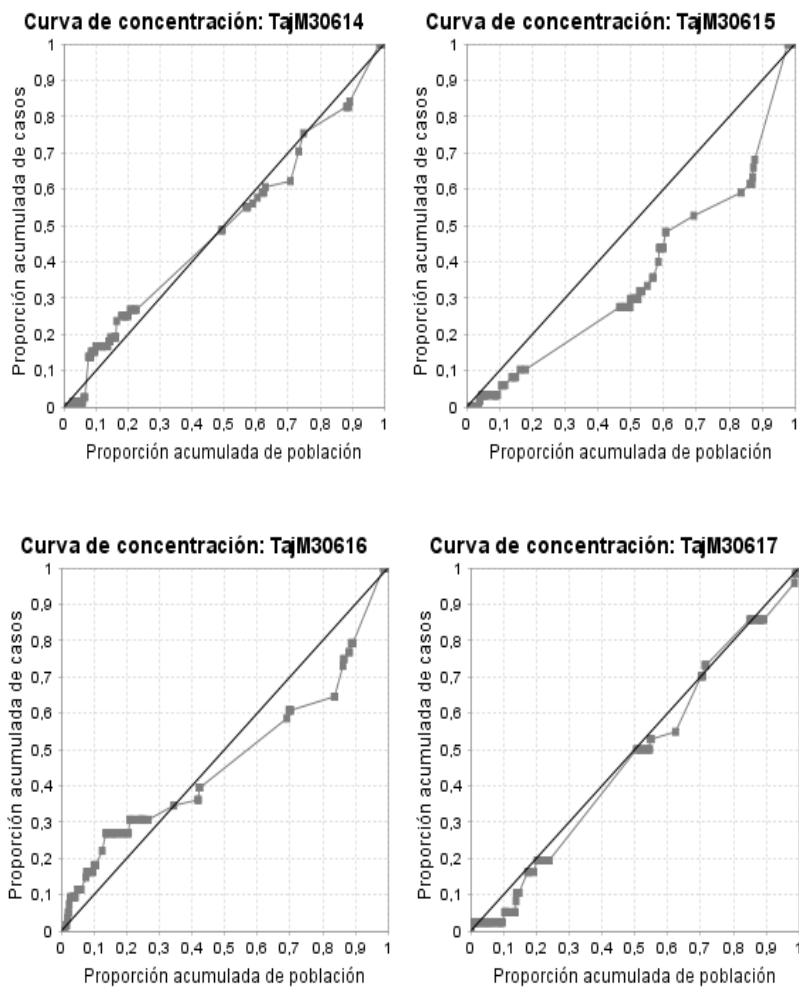 Curva de concentración: TajM30614
Proporción acumulada de casos
1
0,9
0,8
0,7
0,6
0,5
0,4
0,3
0,2
0,1
0
0 0,1 0,2 0,3 0,4 0,5 0,6 0,7 0,8 0,9 1
Proporción acumulada de población
Curva de concentración: TajM30615
Proporción acumulada de casos
1
0,9
0,8
0,7
0,6
0,5
0,4
0,3
0,2
0,1
0
0 0,1 0,2 0,3 0,4 0,5 0,6 0,7 0,8 0,9 1
Proporción acumulada de población
Curva de concentración: TajM30616
Proporción acumulada de casos
1
0,9
0,8
0,7
0,6
0,5
0,4
0,3
0,2
0,1
0
0 0,1 0,2 0,3 0,4 0,5 0,6 0,7 0,8 0,9 1
Proporción acumulada de población
Curva de concentración: TajM30617
Proporción acumulada de casos
1
0,9
0,8
0,7
0,6
0,5
0,4
0,3
0,2
0,1
0
0 0,1 0,2 0,3 0,4 0,5 0,6 0,7 0,8 0,9 1
Proporción acumulada de población